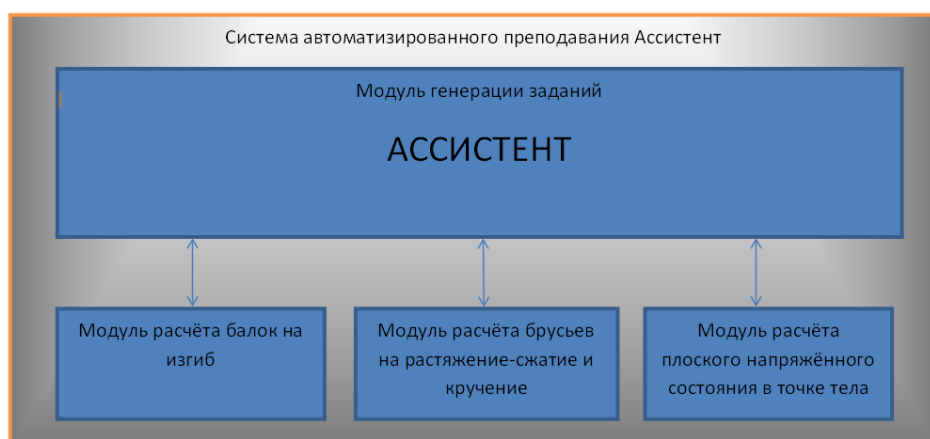 Система автоматизированного преподавания Ассистент
Модуль генерации заданий
АССИСТЕНТ
Модуль расчёта балок на
изгиб
Модуль расчёта брусьев
на растяжение-сжатие и
кручение
Модуль расчёта
плоского напряжённого
состояния в точке тела